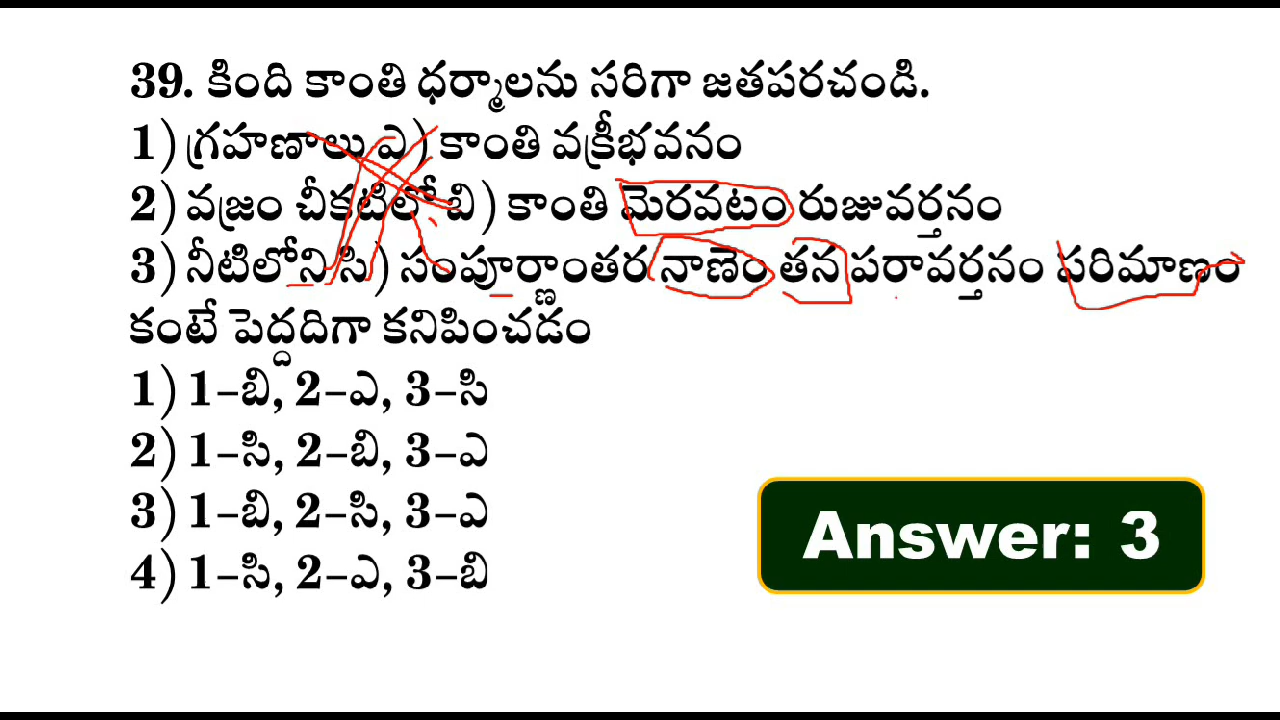 39. కింది కాంతి ధర్మాలను సరిగా జతపరచండి.
1) గ్రహణాలు ఎ) కాంతి వక్రీభవనం
2) వజ్రం చీకటిలో బి) కాంతి మెరవటం రుజువర్తనం
3) నీటిలోని సి) సంపూర్ణాంతర నాణెం తన పరావర్తనం పరిమాణం
కంటే పెద్దదిగా కనిపించడం
1) 1-బి, 2-ఎ, 3-సి
2) 1-సి, 2-బి, 3-ఎ
3) 1-బి, 2-సి, 3-ఎ
4) 1-సి, 2-ఎ, 3-బి
Answer: 3